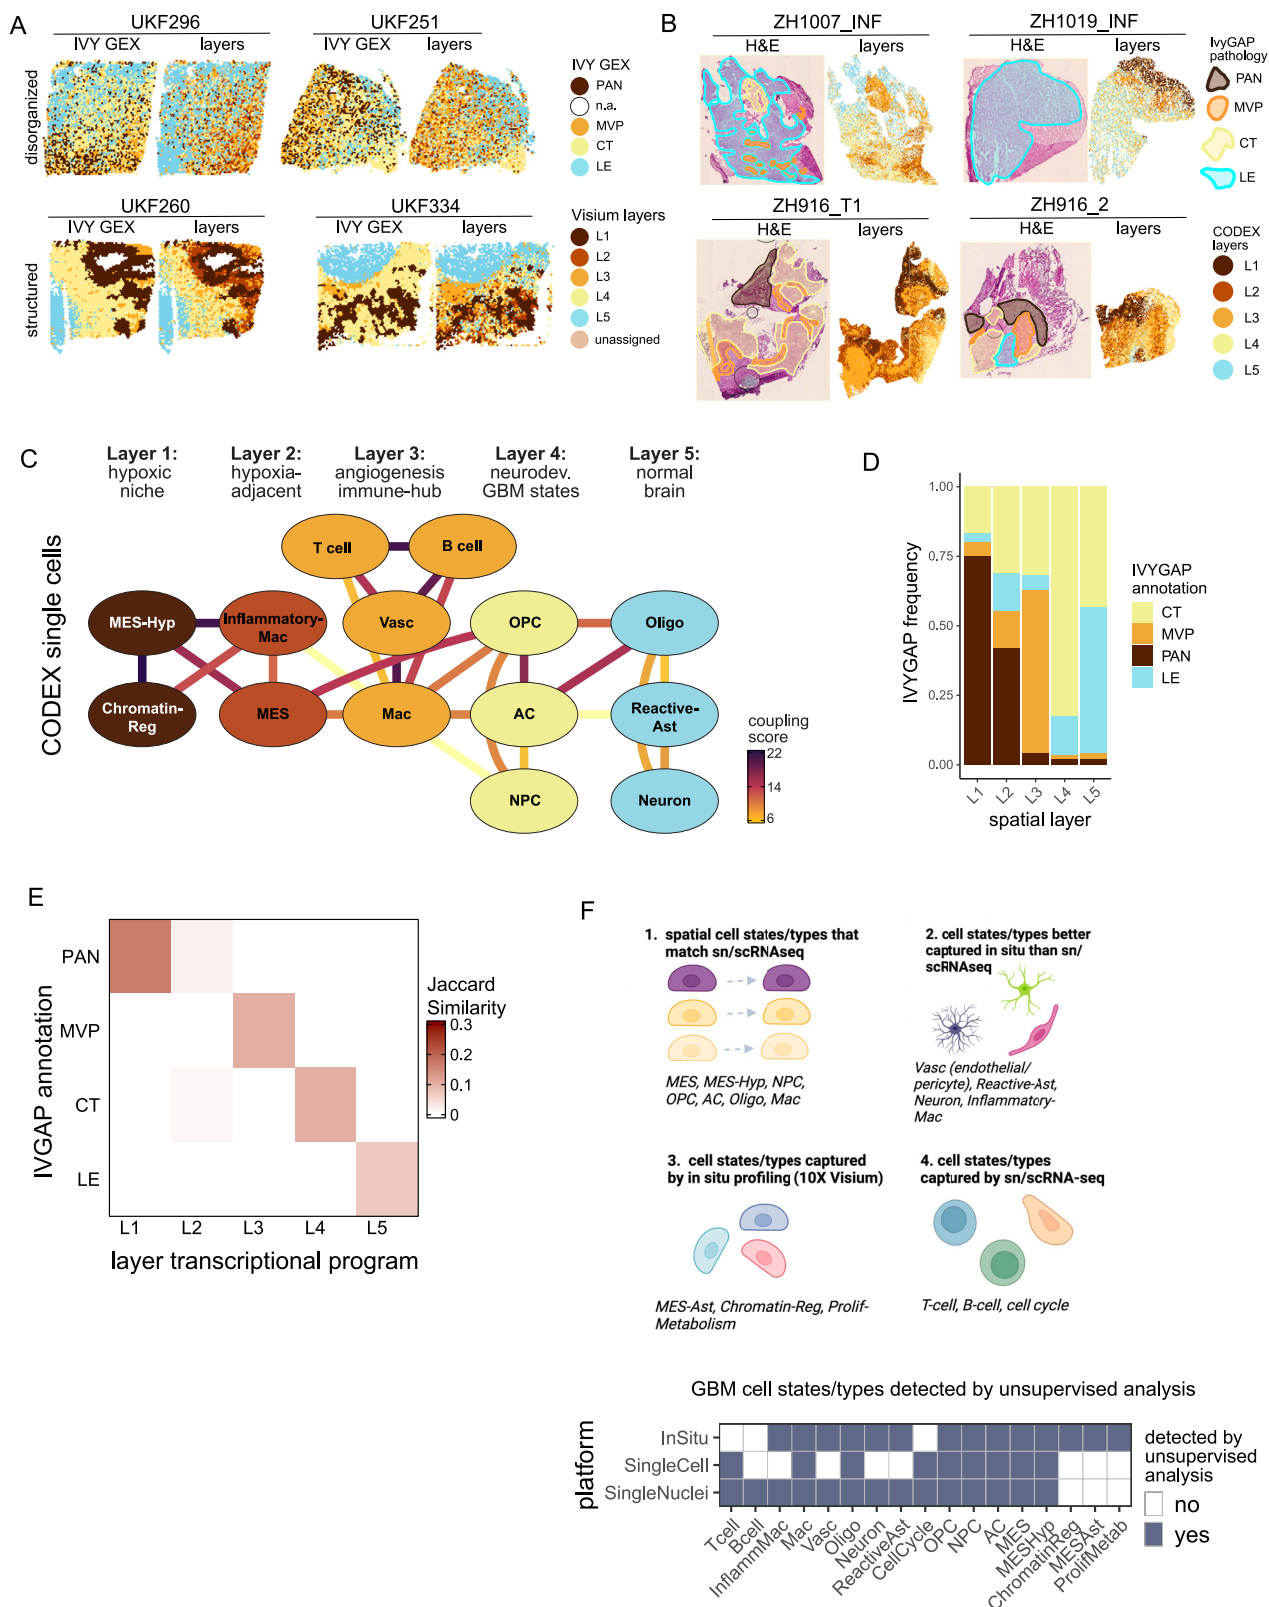 A
UKF296
UKF251
IVY GEX
layers
IVY GEX
layers
disorganized
IVY GEX
PAN
n.a.
MVP
CT
LE
UKF260
UKF334
IVY GEX
layers
IVY GEX
layers
structured
Visium layers
L1
L2
L3
L4
L5
unassigned
B
ZH1007_INF
ZH1019_INF
H&E
layers
H&E
layers
IvyGAP
pathology
PAN
MVP
CT
LE
ZH916_T1
ZH916_2
H&E
layers
H&E
layers
CODEX
layers
L1
L2
L3
L4
L5
C
Layer 1:
hypoxic
niche
Layer 2:
hypoxia-
adjacent
Layer 3:
angiogenesis
immune-hub
Layer 4:
neurodev.
GBM states
Layer 5:
normal
brain
CODEX single cells
T cell
B cell
MES-Hyp
Inflammatory-
Mac
Vasc
OPC
Oligo
Chromatin-
Reg
MES
Mac
AC
Reactive-
Ast
NPC
Neuron
coupling
score
22
14
6
D
IVYGAP frequency
1.00
0.75
0.50
0.25
0.00
L1
L2
L3
L4
L5
spatial layer
IVYGAP
annotation
CT
MVP
PAN
LE
E
IVGAP annotation
PAN
MVP
CT
LE
L1
L2
L3
L4
L5
layer transcriptional program
Jaccard
Similarity
0.3
0.2
0.1
0
F
1. spatial cell states/types that
match sn/scRNAseq
MES, MES-Hyp, NPC,
OPC, AC, Oligo, Mac
2. cell states/types better
captured in situ than sn/
scRNAseq
Vasc (endothelial/
pericyte), Reactive-Ast,
Neuron, Inflammatory-
Mac
3. cell states/types captured
by in situ profiling (10X Visium)
MES-Ast, Chromatin-Reg, Prolif-
Metabolism
4. cell states/types
captured by sn/scRNA-seq
T-cell, B-cell, cell cycle
GBM cell states/types detected by unsupervised analysis
platform
InSitu
SingleCell
SingleNuclei
Tcell
Bcell
InflammMac
Mac
Vasc
Oligo
Neuron
ReactiveAst
CellCycle
OPC
NPC
AC
MES
MESHyp
ChromatinReg
MESAst
ProlifMetab
detected by
unsupervised
analysis
no
yes